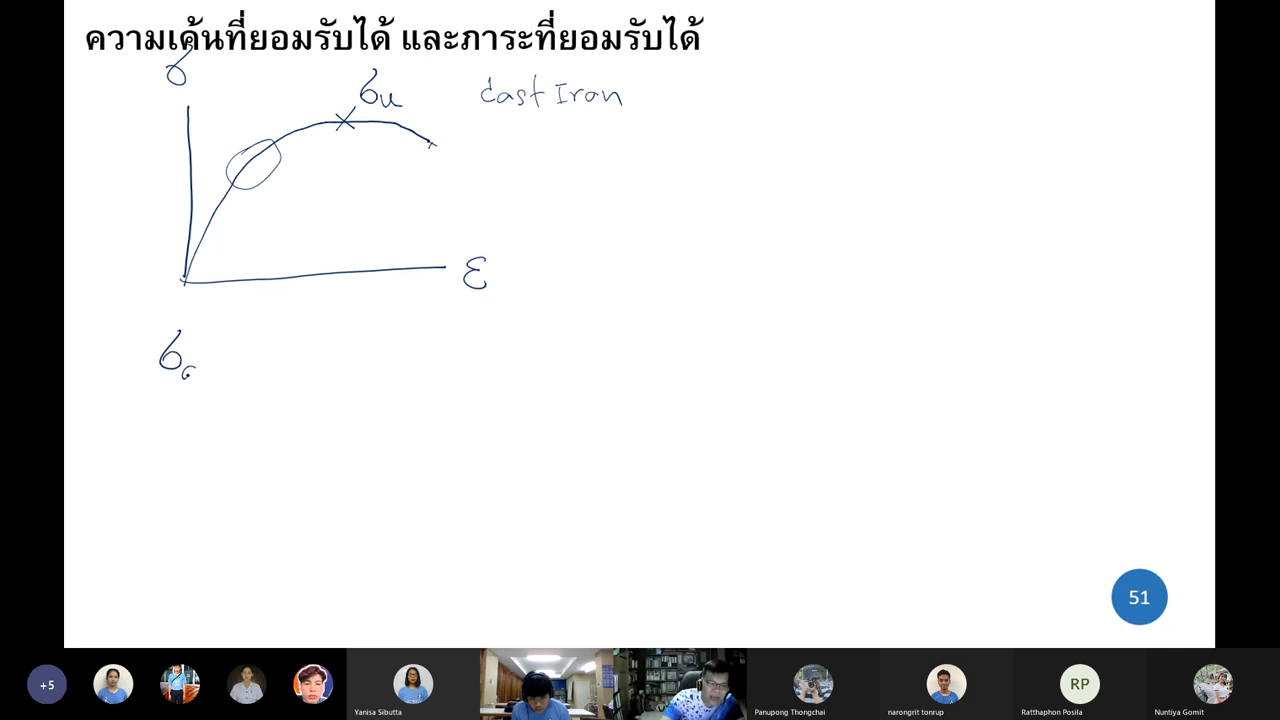 ความเค้นที่ยอมรับได้ และภาระที่ยอมรับได้
σ
σu
Cast Iron
ε
σ
51
+5
Yanisa Sibutta
Panupong Thongchai
narongrit tonrup
RP
Ratthaphon Posila
Nuntiya Gomit